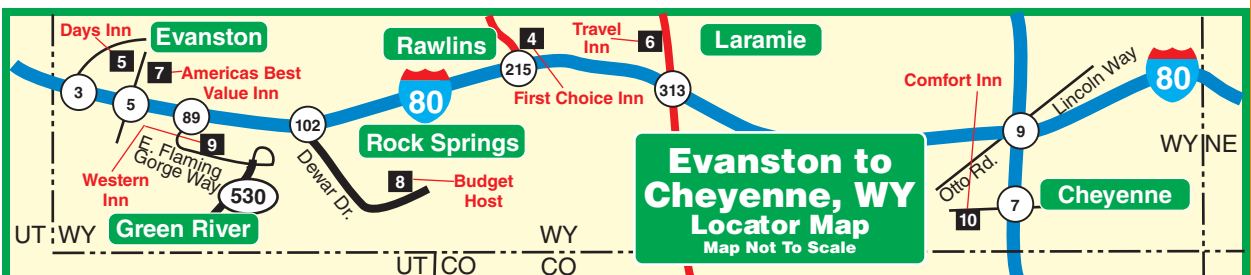 Days Inn
Evanston
5
7
Americas Best
Value Inn
3
5
89
9
E. Flaming
Gorge Way
Western
Inn
530
Green River
UT
WY
102
Dewar Dr.
8
Budget
Host
Rock Springs
80
Rawlins
4
215
First Choice Inn
Travel
Inn
6
313
Laramie
Evanston to
Cheyenne, WY
Locator Map
Map Not To Scale
WY
UT
CO
CO
Comfort Inn
9
Lincoln Way
80
Otto Rd.
WY
NE
7
10
Cheyenne